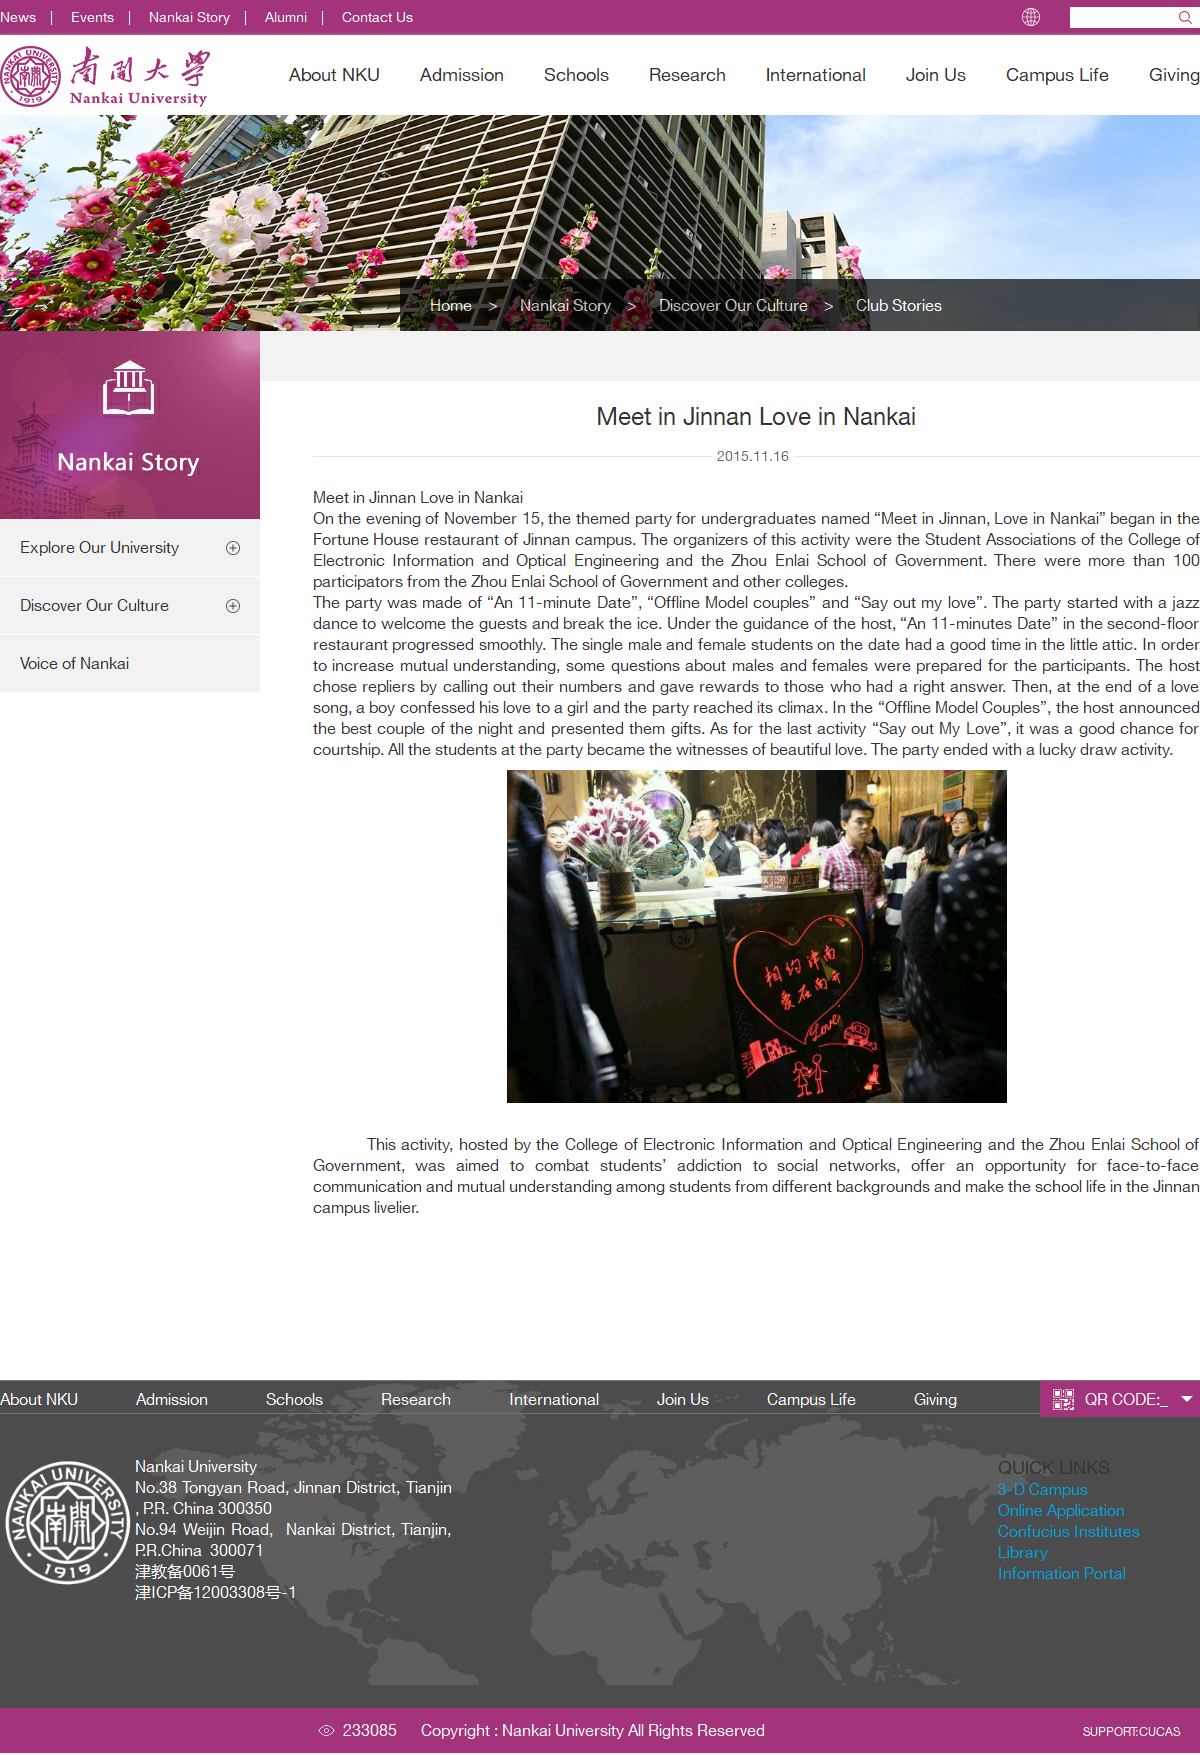 News | Events | Nankai Story | Alumni | Contact Us
NANKAI UNIVERSITY
1919
南開大學
Nankai University
About NKU Admission Schools Research International Join Us Campus Life Giving
Home > Nankai Story > Discover Our Culture > Club Stories
Nankai Story
Explore Our University
Discover Our Culture
Voice of Nankai
Meet in Jinnan Love in Nankai
2015.11.16
Meet in Jinnan Love in Nankai
On the evening of November 15, the themed party for undergraduates named “Meet in Jinnan, Love in Nankai” began in the
Fortune House restaurant of Jinnan campus. The organizers of this activity were the Student Associations of the College of
Electronic Information and Optical Engineering and the Zhou Enlai School of Government. There were more than 100
participators from the Zhou Enlai School of Government and other colleges.
The party was made of “An 11-minute Date”, “Offline Model couples” and “Say out my love”. The party started with a jazz
dance to welcome the guests and break the ice. Under the guidance of the host, “An 11-minutes Date” in the second-floor
restaurant progressed smoothly. The single male and female students on the date had a good time in the little attic. In order
to increase mutual understanding, some questions about males and females were prepared for the participants. The host
chose repliers by calling out their numbers and gave rewards to those who had a right answer. Then, at the end of a love
song, a boy confessed his love to a girl and the party reached its climax. In the “Offline Model Couples”, the host announced
the best couple of the night and presented them gifts. As for the last activity “Say out My Love”, it was a good chance for
courtship. All the students at the party became the witnesses of beautiful love. The party ended with a lucky draw activity.
26
相约津南
爱在南开
Love
This activity, hosted by the College of Electronic Information and Optical Engineering and the Zhou Enlai School of
Government, was aimed to combat students’ addiction to social networks, offer an opportunity for face-to-face
communication and mutual understanding among students from different backgrounds and make the school life in the Jinnan
campus livelier.
About NKU Admission Schools Research International Join Us Campus Life Giving QR CODE:_
NANKAI UNIVERSITY
南開
1919
Nankai University
No.38 Tongyan Road, Jinnan District, Tianjin
, P.R. China 300350
No.94 Weijin Road, Nankai District, Tianjin,
P.R.China 300071
津教备0061号
津ICP备12003308号-1
QUICK LINKS
3-D Campus
Online Application
Confucius Institutes
Library
Information Portal
233085 Copyright : Nankai University All Rights Reserved
SUPPORT:CUCAS